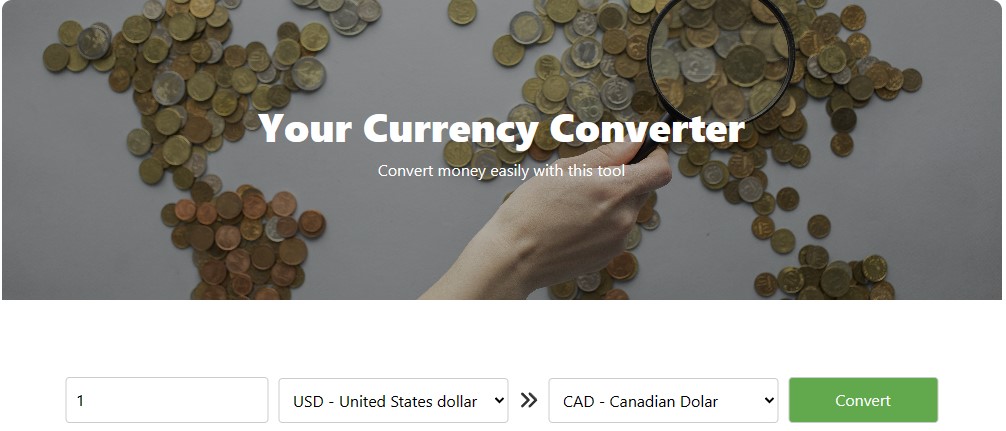 Your Currency Converter
Convert money easily with this tool
1 USD - United States dollar CAD - Canadian Dolar Convert